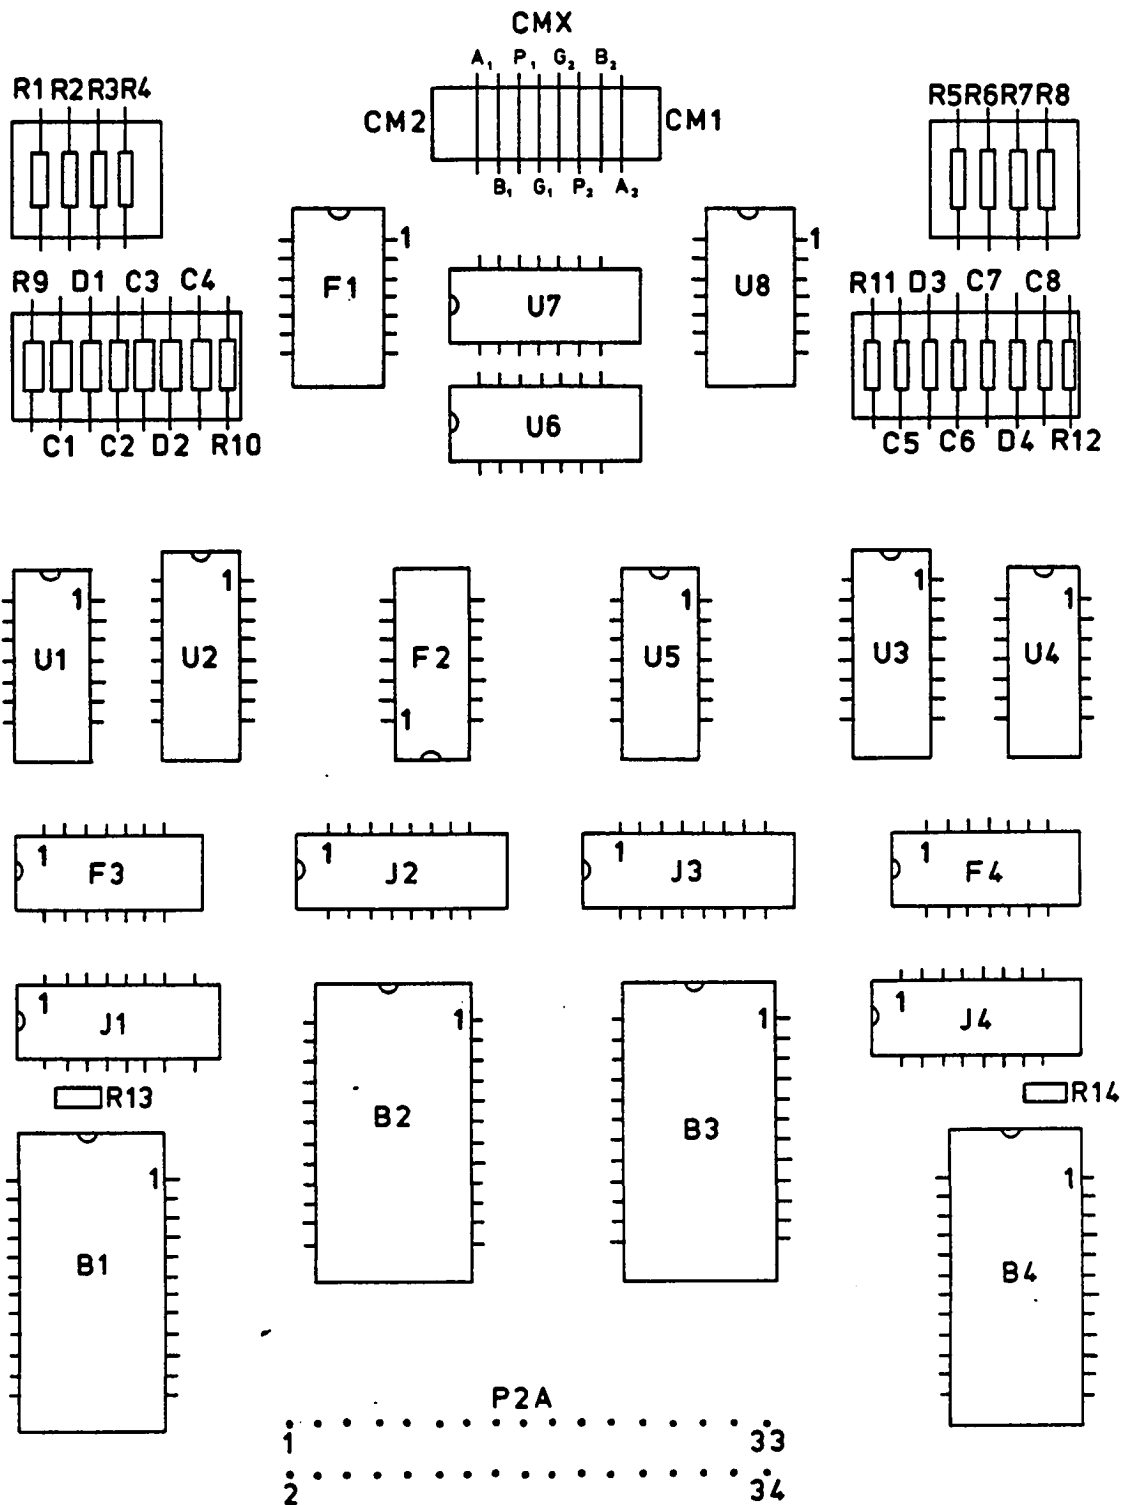 CMX
A₁ P₁ G₂ B₂
R1 R2 R3 R4
CM2
CM1
R5 R6 R7 R8
B₁ G₁ P₂ A₂
1
1
F1
U7
U8
R9 D1 C3 C4
R11 D3 C7 C8
U6
C1 C2 D2 R10
C5 C6 D4 R12
1
1
1
1
1
U1
U2
F2
U5
U3
U4
1
1
1
1
1
F3
J2
J3
F4
1
1
1
1
J1
J4
R13
R14
B2
B3
1
1
B1
B4
P2A
1
33
2
34